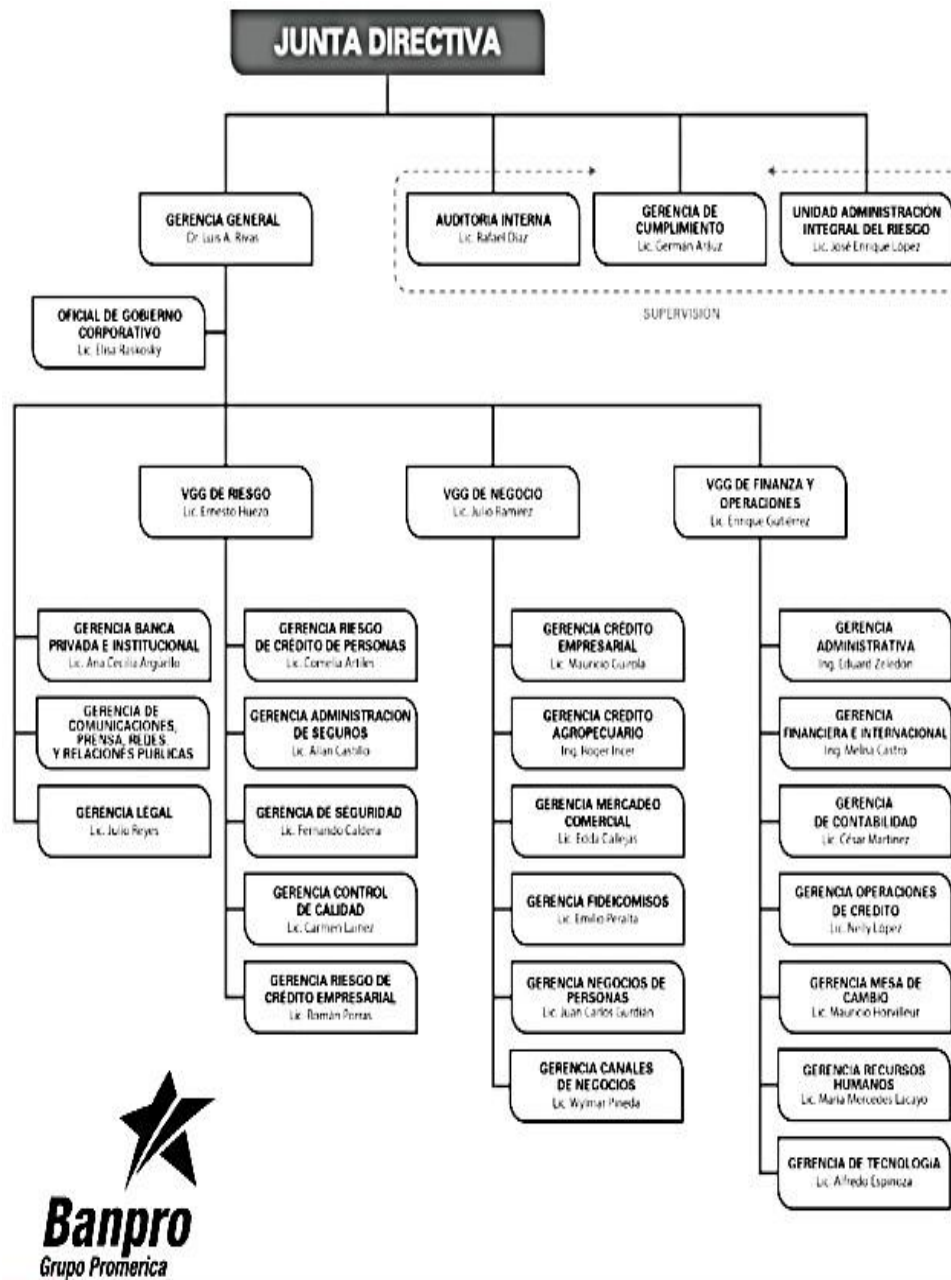 JUNTA DIRECTIVA
GERENCIA GENERAL
Dr. Luis A. Rivas
AUDITORIA INTERNA
Lic. Rafael Díaz
GERENCIA DE
CUMPLIMIENTO
Lic. Germán Aráuz
UNIDAD ADMINISTRACIÓN
INTEGRAL DEL RIESGO
Lic. José Enrique López
SUPERVISION
OFICIAL DE GOBIERNO
CORPORATIVO
Lic. Elisa Raskosky
VGG DE RIESGO
Lic. Ernesto Huezo
VGG DE NEGOCIO
Lic. Julio Ramírez
VGG DE FINANZA Y
OPERACIONES
Lic. Enrique Gutiérrez
GERENCIA BANCA
PRIVADA E INSTITUCIONAL
Lic. Ana Cecilia Argüello
GERENCIA DE
COMUNICACIONES,
PRENSA, REDES
Y RELACIONES PUBLICAS
GERENCIA LEGAL
Lic. Julio Reyes
GERENCIA RIESGO
DE CRÉDITO DE PERSONAS
Lic. Cornelia Artiles
GERENCIA ADMINISTRACION
DE SEGUROS
Lic. Allan Castillo
GERENCIA DE SEGURIDAD
Lic. Fernando Caldera
GERENCIA CONTROL
DE CALIDAD
Lic. Carmen Lainez
GERENCIA RIESGO DE
CRÉDITO EMPRESARIAL
Lic. Román Porras
GERENCIA CRÉDITO
EMPRESARIAL
Lic. Mauricio Guirola
GERENCIA CRÉDITO
AGROPECUARIO
Ing. Roger Incer
GERENCIA MERCADEO
COMERCIAL
Lic. Edda Callejas
GERENCIA FIDEICOMISOS
Lic. Emilio Peralta
GERENCIA NEGOCIOS DE
PERSONAS
Lic. Juan Carlos Gurdián
GERENCIA CANALES
DE NEGOCIOS
Lic. Wylmar Pineda
GERENCIA
ADMINISTRATIVA
Ing. Eduard Zeledón
GERENCIA
FINANCIERA E INTERNACIONAL
Ing. Melisa Castro
GERENCIA
DE CONTABILIDAD
Lic. César Martínez
GERENCIA OPERACIONES
DE CREDITO
Lic. Nelly López
GERENCIA MESA DE
CAMBIO
Lic. Mauricio Horvilleur
GERENCIA RECURSOS
HUMANOS
Lic. María Mercedes Lacayo
GERENCIA DE TECNOLOGIA
Lic. Alfredo Espinoza
Banpro
Grupo Promerica